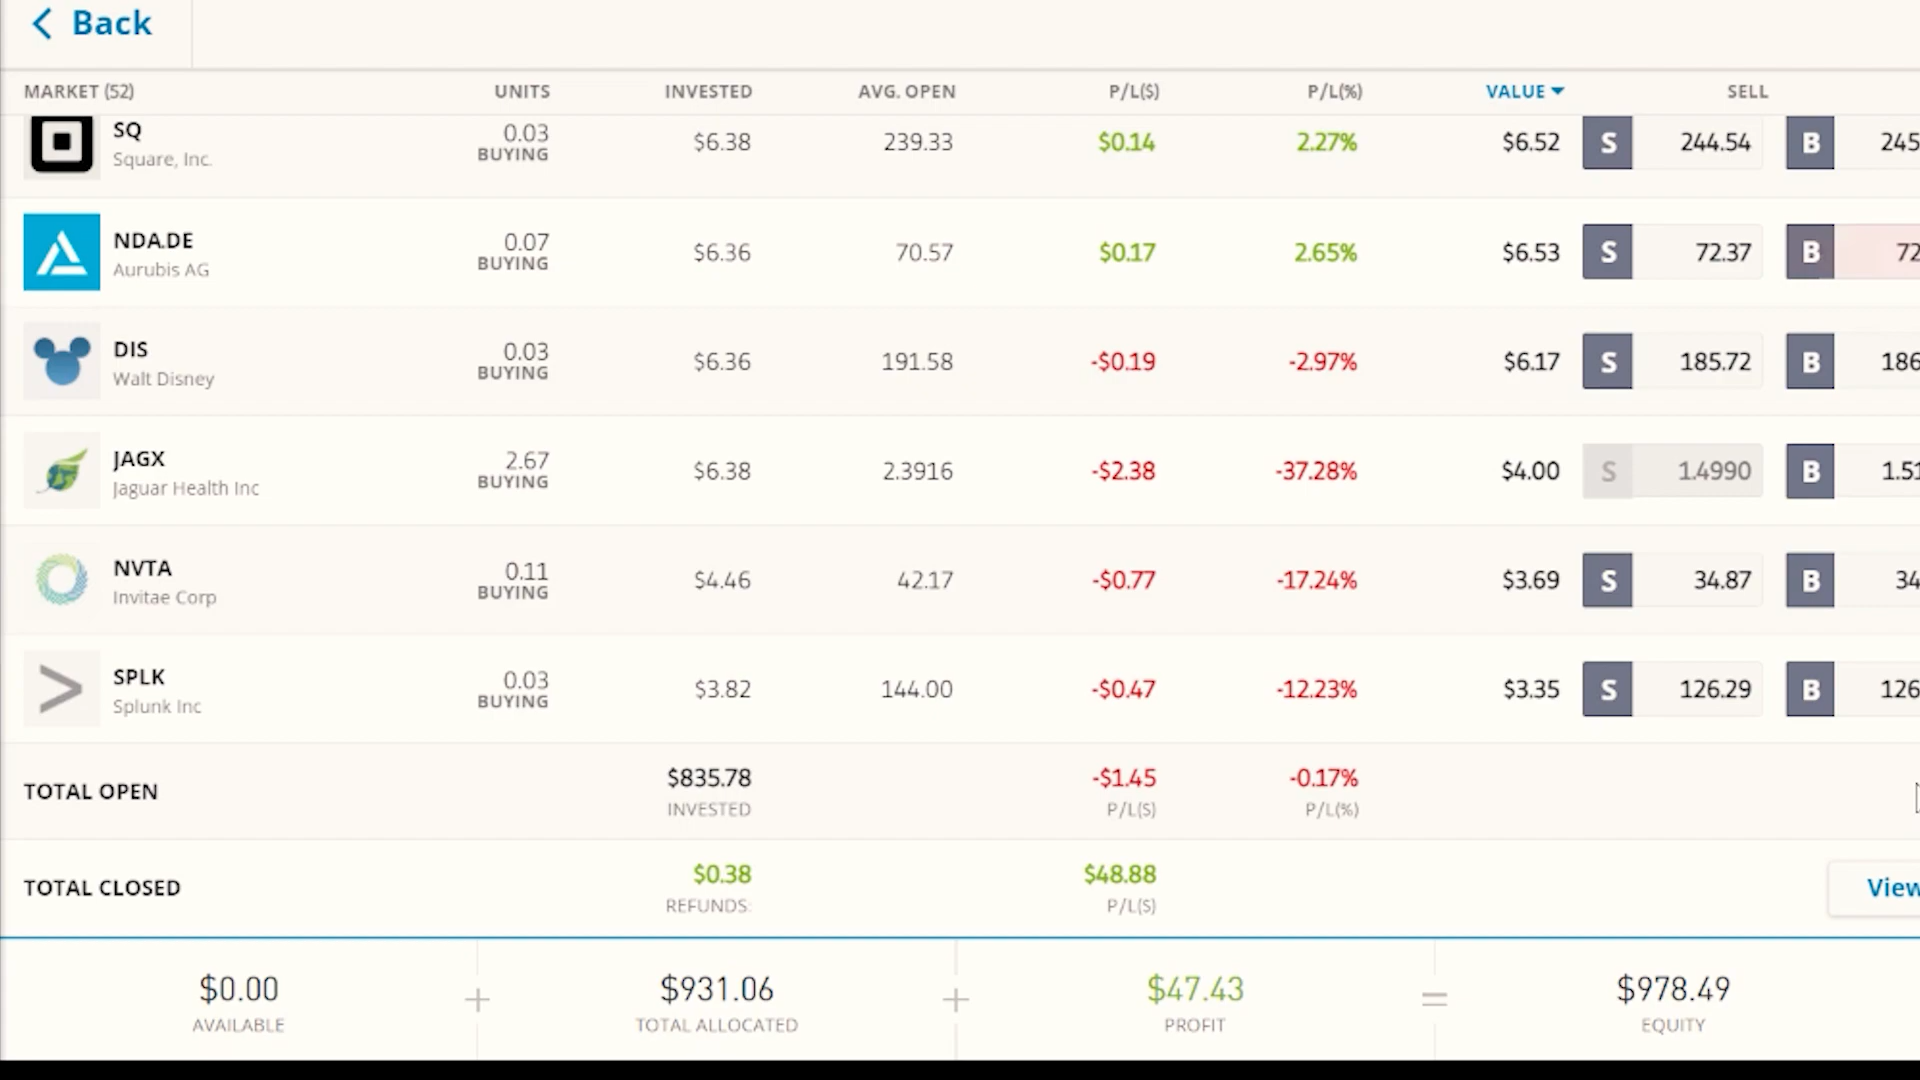 Back
MARKET (52) UNITS INVESTED AVG. OPEN P/L($) P/L(%) VALUE SELL
SQ 0.03 $6.38 239.33 $0.14 2.27% $6.52 S 244.54 B 245
Square, Inc. BUYING
NDA.DE 0.07 $6.36 70.57 $0.17 2.65% $6.53 S 72.37 B 72
Aurubis AG BUYING
DIS 0.03 $6.36 191.58 -$0.19 -2.97% $6.17 S 185.72 B 186
Walt Disney BUYING
JAGX 2.67 $6.38 2.3916 -$2.38 -37.28% $4.00 S 1.4990 B 1.51
Jaguar Health Inc BUYING
NVTA 0.11 $4.46 42.17 -$0.77 -17.24% $3.69 S 34.87 B 34
Invitae Corp BUYING
SPLK 0.03 $3.82 144.00 -$0.47 -12.23% $3.35 S 126.29 B 126
Splunk Inc BUYING
TOTAL OPEN $835.78 -$1.45 -0.17%
INVESTED P/L($) P/L(%)
TOTAL CLOSED $0.38 $48.88 View
REFUNDS: P/L($)
$0.00 + $931.06 + $47.43 = $978.49
AVAILABLE TOTAL ALLOCATED PROFIT EQUITY